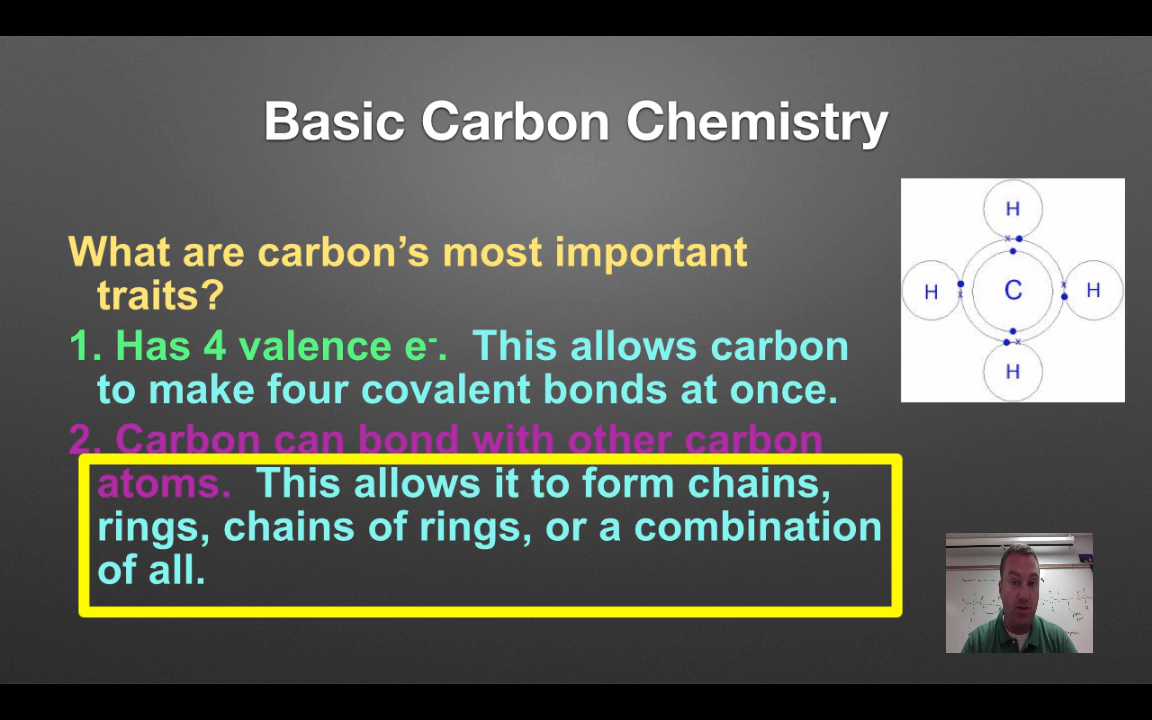 Basic Carbon Chemistry
What are carbon’s most important
traits?
1. Has 4 valence e-. This allows carbon
to make four covalent bonds at once.
2. Carbon can bond with other carbon
atoms. This allows it to form chains,
rings, chains of rings, or a combination
of all.
H
H C H
H